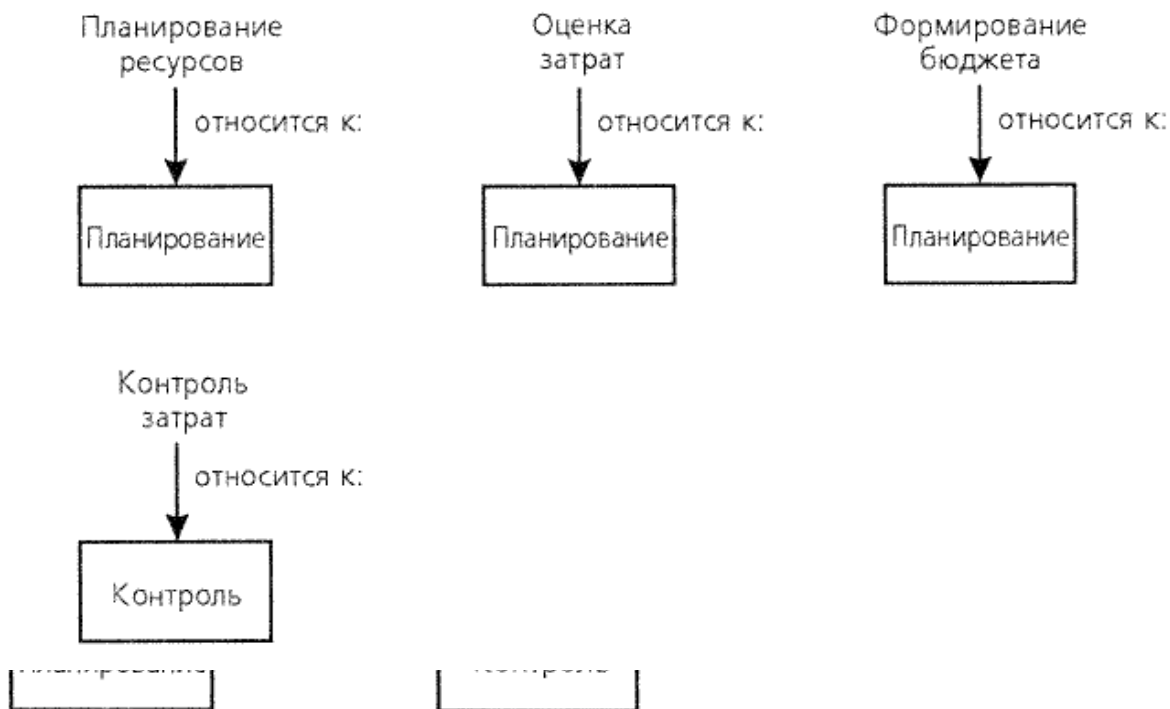 Планирование
ресурсов
относится к:
Планирование
Оценка
затрат
относится к:
Планирование
Формирование
бюджета
относится к:
Планирование
Контроль
затрат
относится к:
Контроль